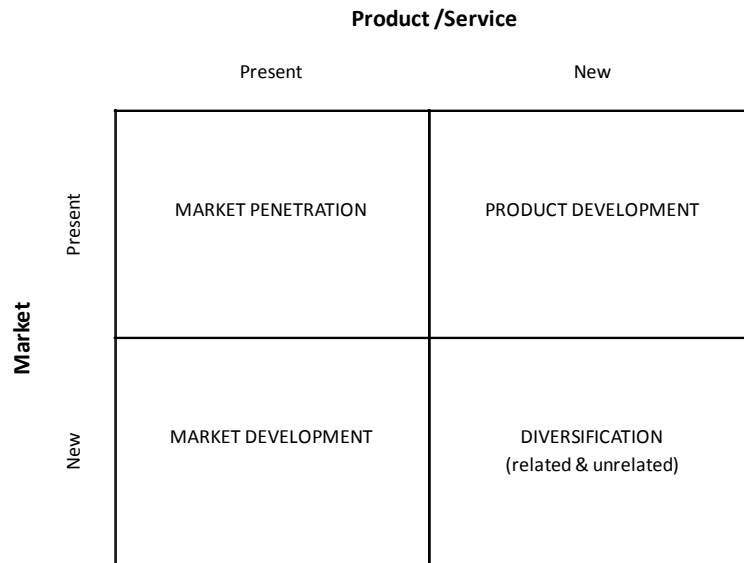 Product /Service
Present
New
Present
MARKET PENETRATION
PRODUCT DEVELOPMENT
Market
New
MARKET DEVELOPMENT
DIVERSIFICATION
(related & unrelated)